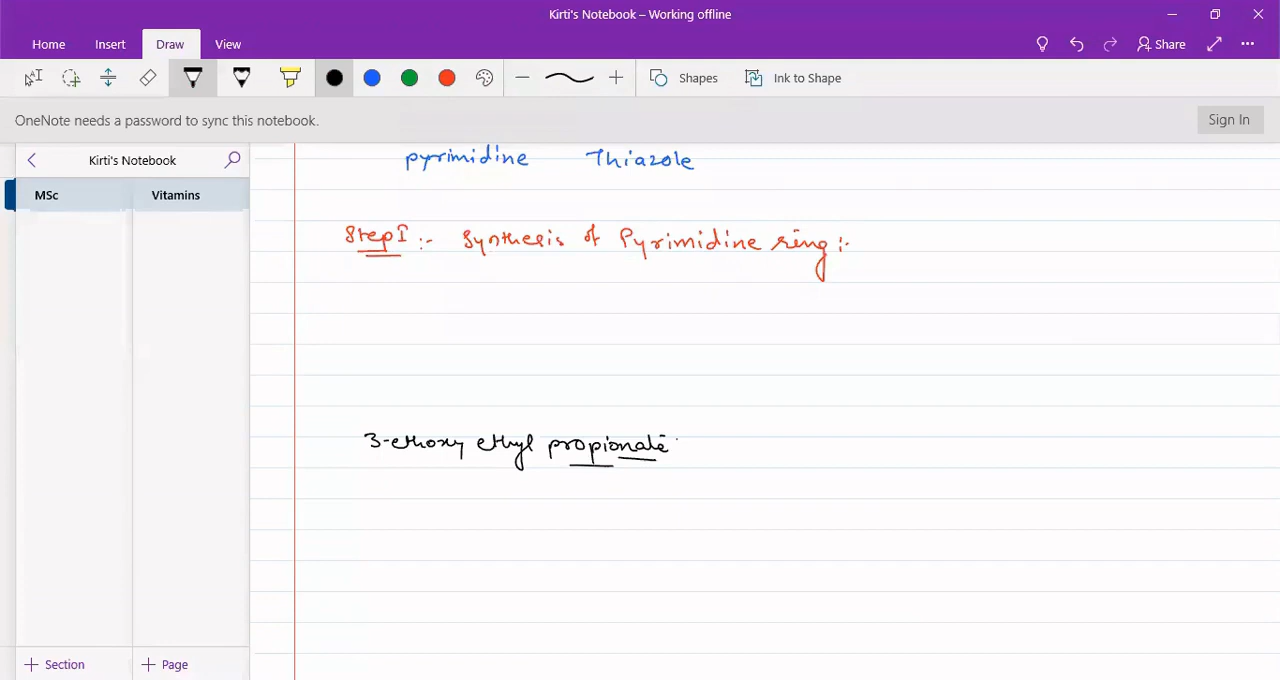 Kirti's Notebook – Working offline
Home Insert Draw View Share
Shapes Ink to Shape
OneNote needs a password to sync this notebook. Sign In
Kirti's Notebook
MSc Vitamins
pyrimidine Thiazole
Step I :- Synthesis of Pyrimidine ring :-
3-ethoxy ethyl propionate
+ Section + Page